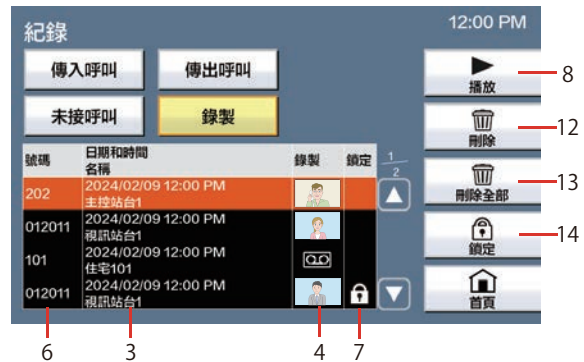 紀錄
12:00 PM
傳入呼叫
傳出呼叫
未接呼叫
錄製
號碼
日期和時間
名稱
錄製
鎖定
1
2
202
2024/02/09 12:00 PM
主控站台1
012011
2024/02/09 12:00 PM
視訊站台1
101
2024/02/09 12:00 PM
住宅101
012011
2024/02/09 12:00 PM
視訊站台1
播放
刪除
刪除全部
鎖定
首頁
8
12
13
14
6
3
4
7